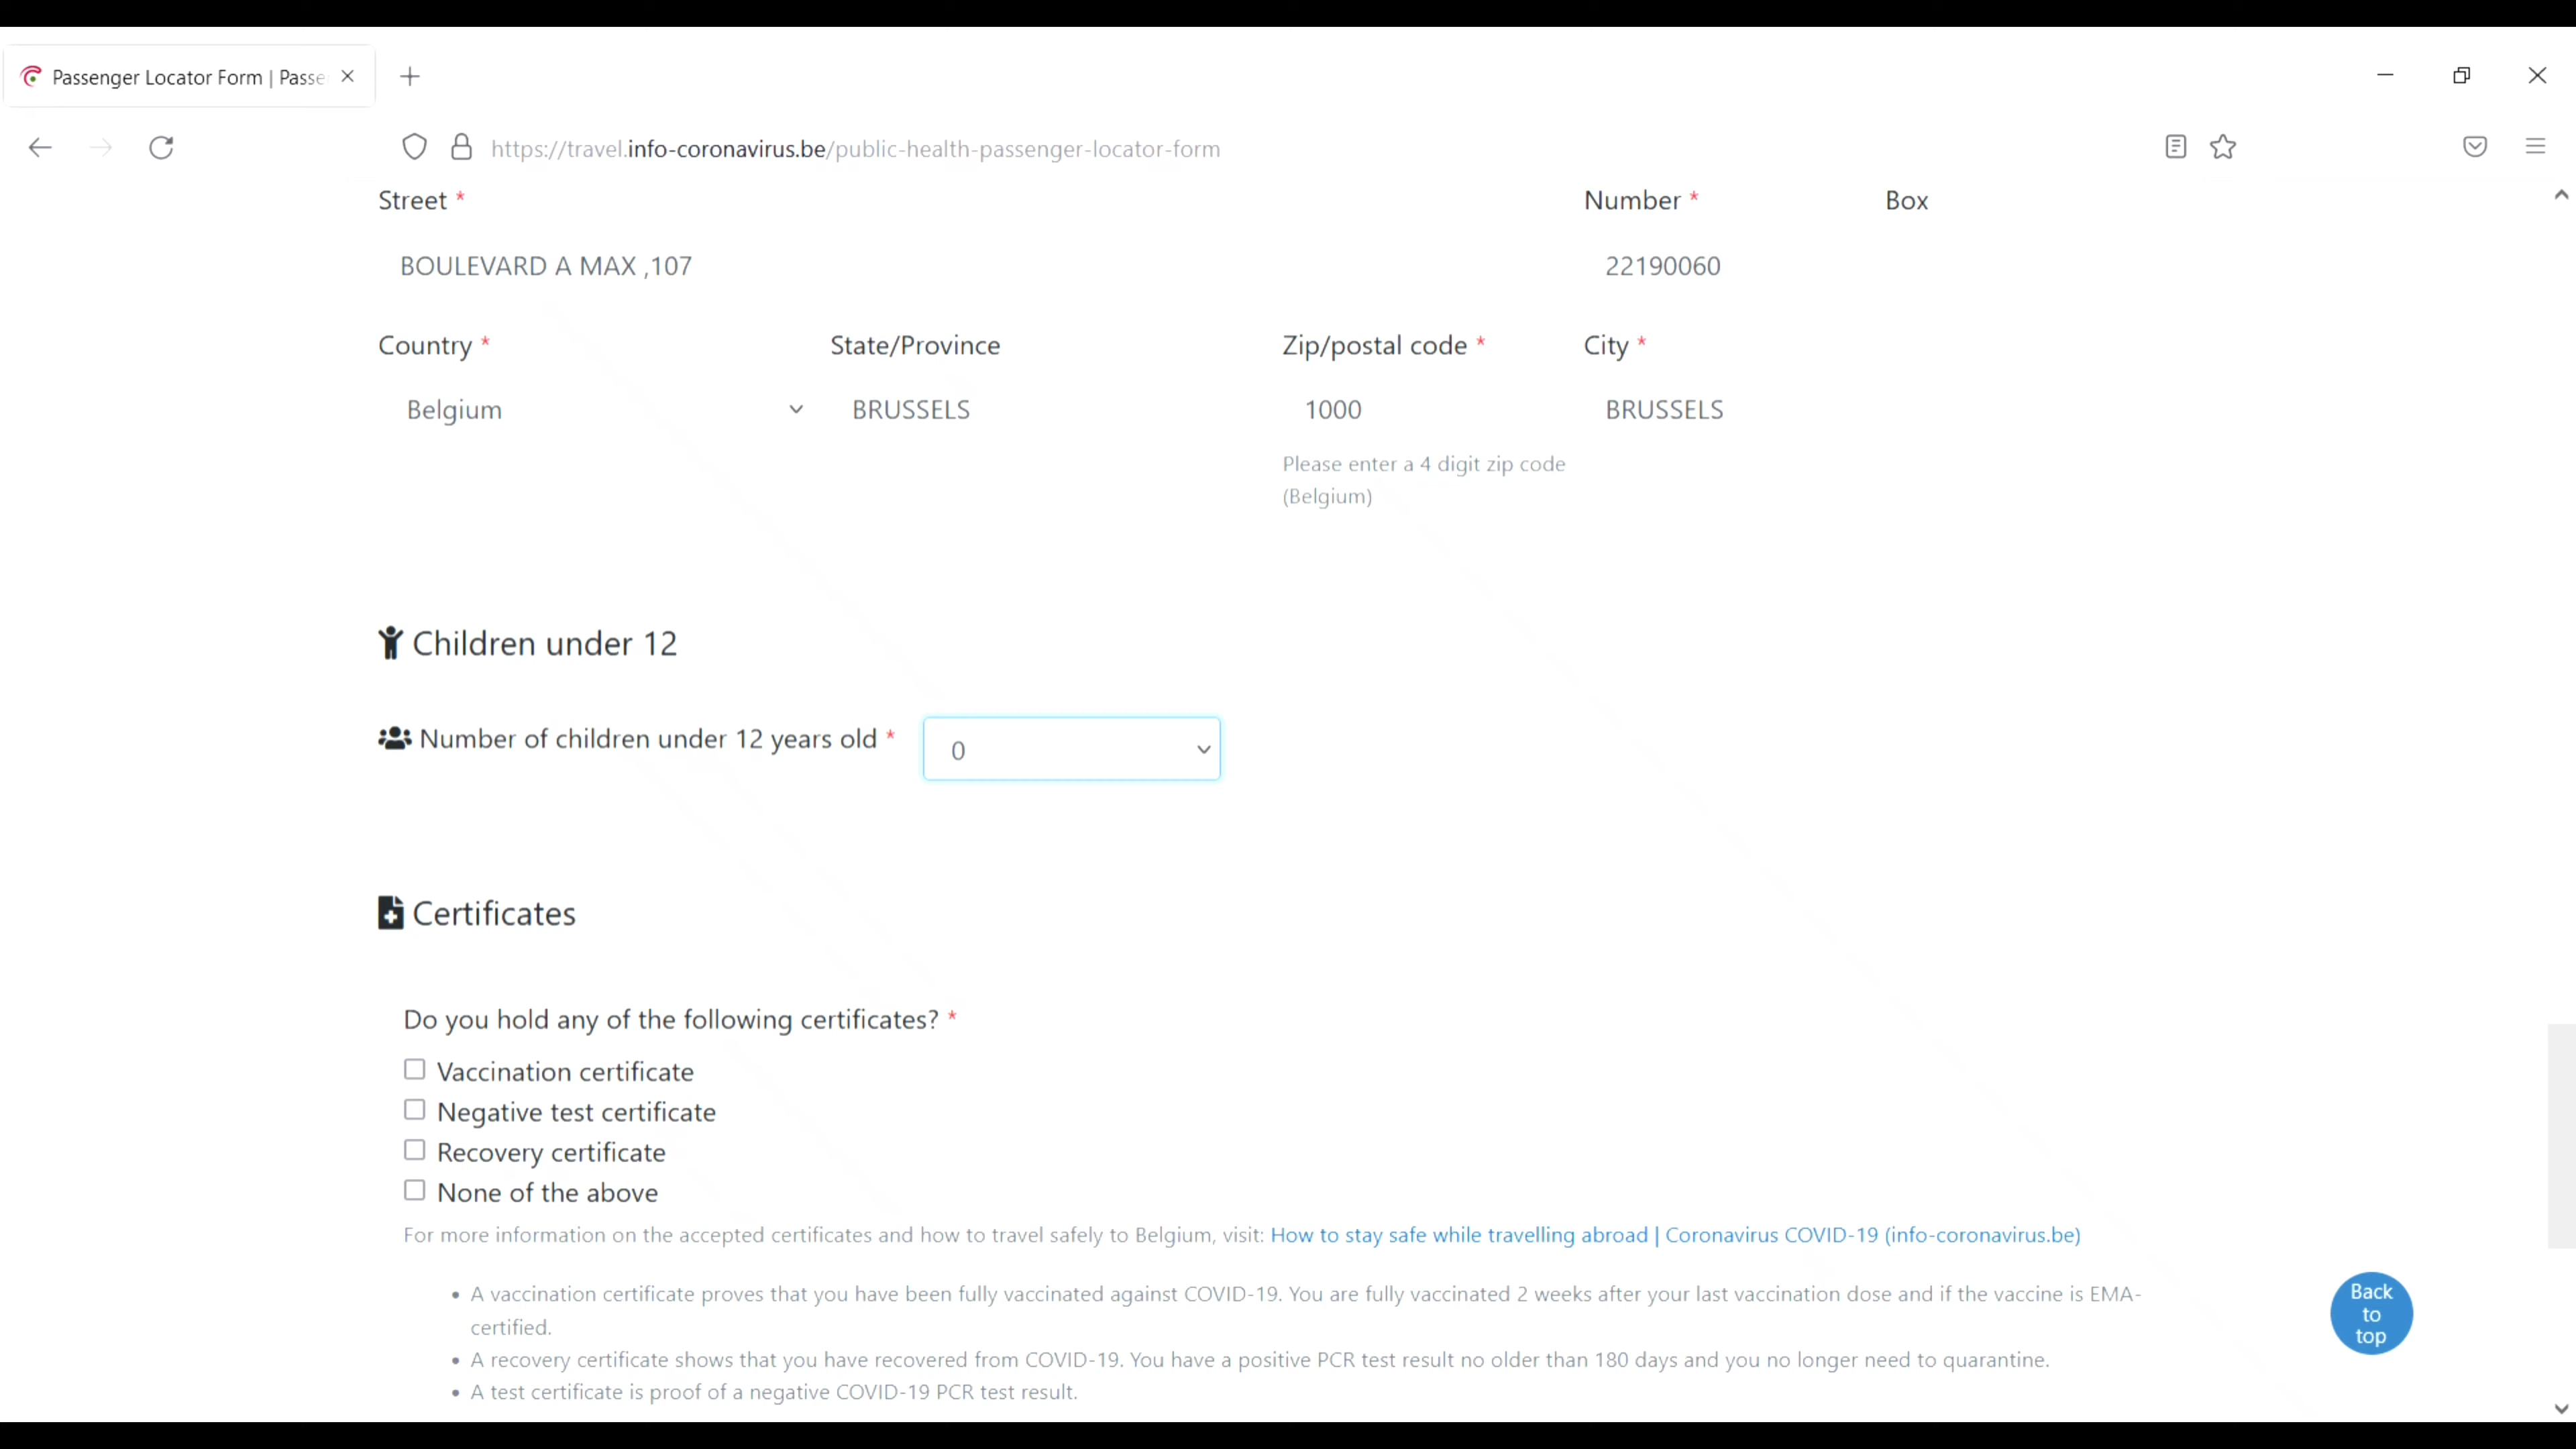 Passenger Locator Form | Passe
https://travel.info-coronavirus.be/public-health-passenger-locator-form
Street * Number * Box
BOULEVARD A MAX ,107 22190060
Country * State/Province Zip/postal code * City *
Belgium BRUSSELS 1000 BRUSSELS
Please enter a 4 digit zip code
(Belgium)
Children under 12
Number of children under 12 years old * 0
Certificates
Do you hold any of the following certificates? *
Vaccination certificate
Negative test certificate
Recovery certificate
None of the above
For more information on the accepted certificates and how to travel safely to Belgium, visit: How to stay safe while travelling abroad | Coronavirus COVID-19 (info-coronavirus.be)
• A vaccination certificate proves that you have been fully vaccinated against COVID-19. You are fully vaccinated 2 weeks after your last vaccination dose and if the vaccine is EMA-
certified.
• A recovery certificate shows that you have recovered from COVID-19. You have a positive PCR test result no older than 180 days and you no longer need to quarantine.
• A test certificate is proof of a negative COVID-19 PCR test result.
Back
to
top